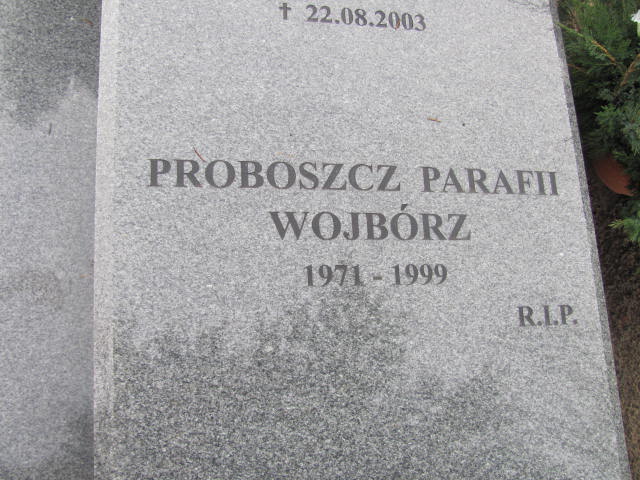 † 22.08.2003
PROBOSZCZ PARAFII
WOJBÓRZ
1971 - 1999
R.I.P.